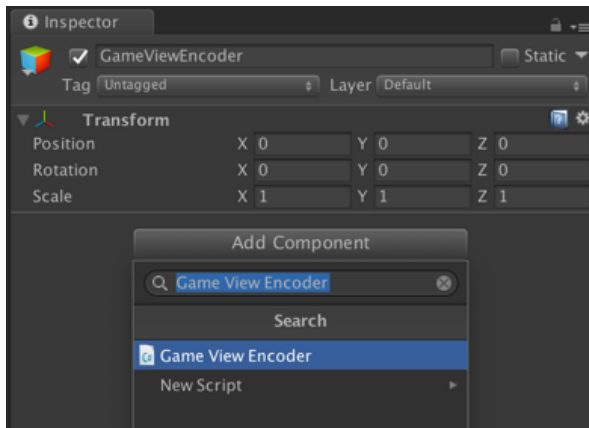 Inspector
GameViewEncoder Static
Tag Untagged Layer Default
Transform
Position X 0 Y 0 Z 0
Rotation X 0 Y 0 Z 0
Scale X 1 Y 1 Z 1
Add Component
Game View Encoder
Search
Game View Encoder
New Script